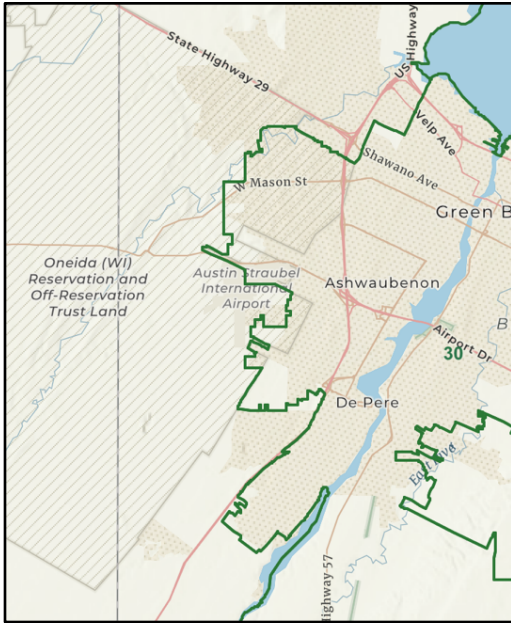 State Highway 29
US Highway
Velp Ave
Shawano Ave
W Mason St
Green B
Oneida (WI)
Reservation and
Off-Reservation
Trust Land
Austin Straubel
International
Airport
Ashwaubenon
B
Airport Dr
30
De Pere
East Rive
Highway 57